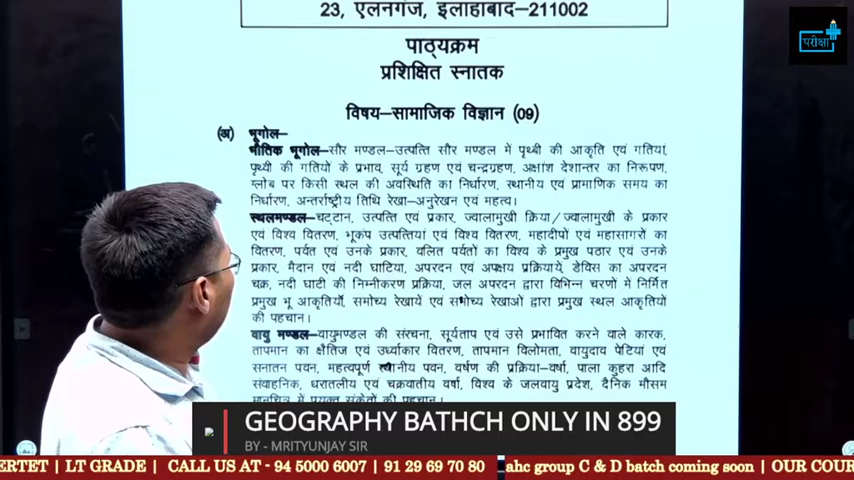 23, एलनगंज, इलाहाबाद–211002
परीक्षा
पाठ्यक्रम
प्रशिक्षित स्नातक
विषय–सामाजिक विज्ञान (09)
(अ) भूगोल–
भौतिक भूगोल–सौर मण्डल–उत्पत्ति सौर मण्डल में पृथ्वी की आकृति एवं गतियां,
पृथ्वी की गतियों के प्रभाव, सूर्य ग्रहण एवं चन्द्रग्रहण, अक्षांश देशान्तर का निरूपण,
ग्लोब पर किसी स्थल की अवस्थिति का निर्धारण, स्थानीय एवं प्रामाणिक समय का
निर्धारण, अन्तर्राष्ट्रीय तिथि रेखा–अनुरेखन एवं महत्व।
स्थलमण्डल–चट्टान, उत्पत्ति एवं प्रकार, ज्वालामुखी क्रिया/ज्वालामुखी के प्रकार
एवं विश्व वितरण, भूकंप उत्पत्तियां एवं विश्व वितरण, महादीपों एवं महासागरों का
वितरण, पर्वत एवं उनके प्रकार, वलित पर्वतों का विश्व के प्रमुख पठार एवं उनके
प्रकार, मैदान एवं नदी घाटिया, अपरदन एवं अपक्षय प्रक्रियायें, डेविस का अपरदन
चक्र, नदी घाटी की निम्नीकरण प्रक्रिया, जल अपरदन द्वारा विभिन्न चरणों में निर्मित
प्रमुख भू आकृतियाँ, समोच्य रेखायें एवं समोच्य रेखाओं द्वारा प्रमुख स्थल आकृतियों
की पहचान।
वायु मण्डल–वायुमण्डल की संरचना, सूर्यताप एवं उसे प्रभावित करने वाले कारक,
तापमान का क्षैतिज एवं उर्ध्वाकार वितरण, तापमान विलोमता, वायुदाव पेटियां एवं
सनातन पवन, महत्वपूर्ण स्थानीय पवन, वर्षण की प्रक्रिया–वर्षा, पाला कुहरा आदि
संवाहनिक, धरातलीय एवं चक्रवातीय वर्षा, विश्व के जलवायु प्रदेश, दैनिक मौसम
मानचित्र में प्रयुक्त संकेतों की पहचान।
GEOGRAPHY BATHCH ONLY IN 899
BY - MRITYUNJAY SIR
ERTET | LT GRADE | CALL US AT - 94 5000 6007 | 91 29 69 70 80 ahc group C & D batch coming soon | OUR COUR